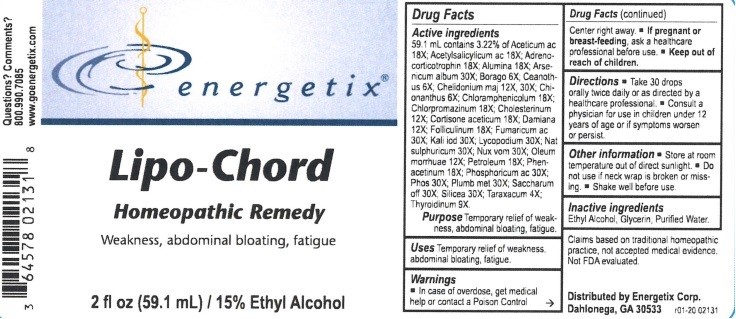 Questions? Comments?
800.990.7085
www.goenergetix.com
3 64578 02131 8
energetix®
Lipo-Chord
Homeopathic Remedy
Weakness, abdominal bloating, fatigue
2 fl oz (59.1 mL) / 15% Ethyl Alcohol
Drug Facts
Active ingredients
59.1 mL contains 3.22% of Aceticum ac
18X; Acetylsalicylicum ac 18X; Adreno-
corticotrophin 18X; Alumina 18X; Arse-
nicum album 30X; Borago 6X; Ceanoth-
us 6X; Chelidonium maj 12X, 30X; Chi-
onanthus 6X; Chloramphenicolum 18X;
Chlorpromazinum 18X; Cholesterinum
12X; Cortisone aceticum 18X; Damiana
12X; Folliculinum 18X; Fumaricum ac
30X; Kali iod 30X; Lycopodium 30X; Nat
sulphuricum 30X; Nux vom 30X; Oleum
morrhuae 12X; Petroleum 18X; Phen-
acetinum 18X; Phosphoricum ac 30X;
Phos 30X; Plumb met 30X; Saccharum
off 30X. Silicea 30X; Taraxacum 4X;
Thyroidinum 9X.
Purpose Temporary relief of weak-
ness, abdominal bloating, fatigue.
Uses Temporary relief of weakness,
abdominal bloating, fatigue.
Warnings
▪ In case of overdose, get medical
help or contact a Poison Control →
Drug Facts (continued)
Center right away. ▪ If pregnant or
breast-feeding, ask a healthcare
professional before use. ▪ Keep out of
reach of children.
Directions ▪ Take 30 drops
orally twice daily or as directed by a
healthcare professional. ▪ Consult a
physician for use in children under 12
years of age or if symptoms worsen
or persist.
Other information ▪ Store at room
temperature out of direct sunlight. ▪ Do
not use if neck wrap is broken or miss-
ing. ▪ Shake well before use.
Inactive ingredients
Ethyl Alcohol, Glycerin, Purified Water.
Claims based on traditional homeopathic
practice, not accepted medical evidence.
Not FDA evaluated.
Distributed by Energetix Corp.
Dahlonega, GA 30533 r01-20 02131